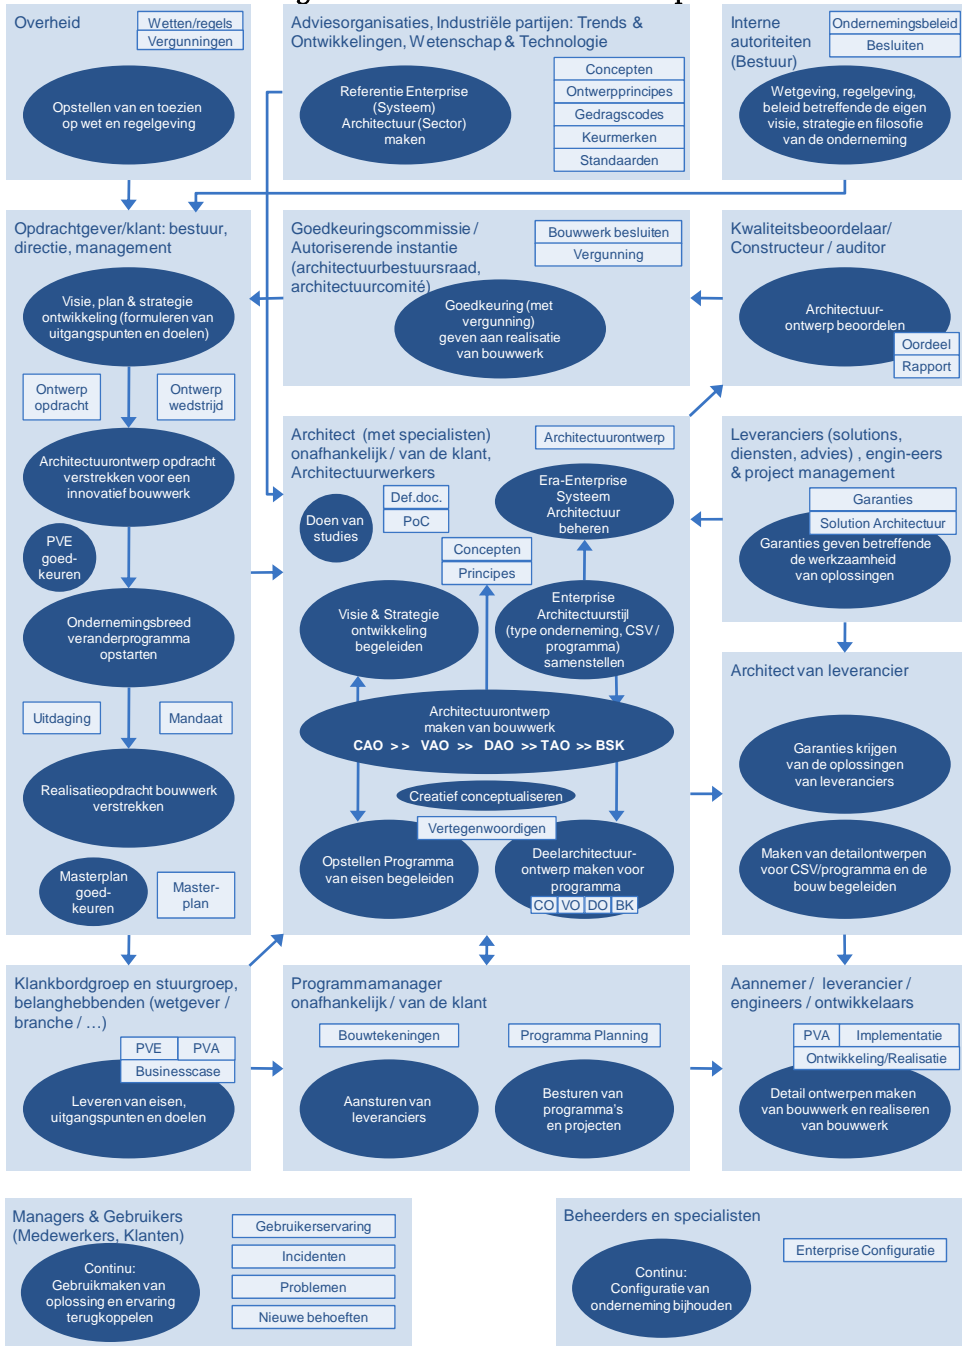 Overheid
Wetten/regels
Vergunningen
Opstellen van en toezien
op wet en regelgeving
Adviesorganisaties, Industriële partijen: Trends &
Ontwikkelingen, Wetenschap & Technologie
Referentie Enterprise
(Systeem)
Architectuur (Sector)
maken
Concepten
Ontwerpprincipes
Gedragscodes
Keurmerken
Standaarden
Interne
autoriteiten
(Bestuur)
Ondernemingsbeleid
Besluiten
Wetgeving, regelgeving,
beleid betreffende de eigen
visie, strategie en filosofie
van de onderneming
Opdrachtgever/klant: bestuur,
directie, management
Visie, plan & strategie
ontwikkeling (formuleren van
uitgangspunten en doelen)
Ontwerp
opdracht
Ontwerp
wedstrijd
Architectuurontwerp opdracht
verstrekken voor een
innovatief bouwwerk
PVE
goed-
keuren
Ondernemingsbreed
veranderprogramma
opstarten
Uitdaging
Mandaat
Realisatieopdracht bouwwerk
verstrekken
Masterplan
goed-
keuren
Master-
plan
Goedkeuringscommissie /
Autoriserende instantie
(architectuurbestuursraad,
architectuurcomité)
Bouwwerk besluiten
Vergunning
Goedkeuring (met
vergunning)
geven aan realisatie
van bouwwerk
Kwaliteitsbeoordelaar/
Constructeur / auditor
Architectuur-
ontwerp beoordelen
Oordeel
Rapport
Architect (met specialisten)
onafhankelijk / van de klant,
Architectuurwerkers
Architectuurontwerp
Def.doc.
PoC
Doen van
studies
Era-Enterprise
Systeem
Architectuur
beheren
Concepten
Principes
Visie & Strategie
ontwikkeling
begeleiden
Enterprise
Architectuurstijl
(type onderneming, CSV /
programma)
samenstellen
Architectuurontwerp
maken van bouwwerk
CAO >> VAO >> DAO >> TAO >> BSK
Creatief conceptualiseren
Vertegenwoordigen
Opstellen Programma
van eisen begeleiden
Deelarchitectuur-
ontwerp maken voor
programma
CO VO DO BK
Leveranciers (solutions,
diensten, advies) , engin-eers
& project management
Garanties
Solution Architectuur
Garanties geven betreffende
de werkzaamheid
van oplossingen
Architect van leverancier
Garanties krijgen
van de oplossingen
van leveranciers
Maken van detailontwerpen
voor CSV/programma en de
bouw begeleiden
Klankbordgroep en stuurgroep,
belanghebbenden (wetgever /
branche / …)
PVE
PVA
Businesscase
Leveren van eisen,
uitgangspunten en doelen
Programmamanager
onafhankelijk / van de klant
Bouwtekeningen
Programma Planning
Aansturen van
leveranciers
Besturen van
programma's
en projecten
Aannemer / leverancier /
engineers / ontwikkelaars
PVA
Implementatie
Ontwikkeling/Realisatie
Detail ontwerpen maken
van bouwwerk en realiseren
van bouwwerk
Managers & Gebruikers
(Medewerkers, Klanten)
Continu:
Gebruikmaken van
oplossing en ervaring
terugkoppelen
Gebruikerservaring
Incidenten
Problemen
Nieuwe behoeften
Beheerders en specialisten
Continu:
Configuratie van
onderneming bijhouden
Enterprise Configuratie